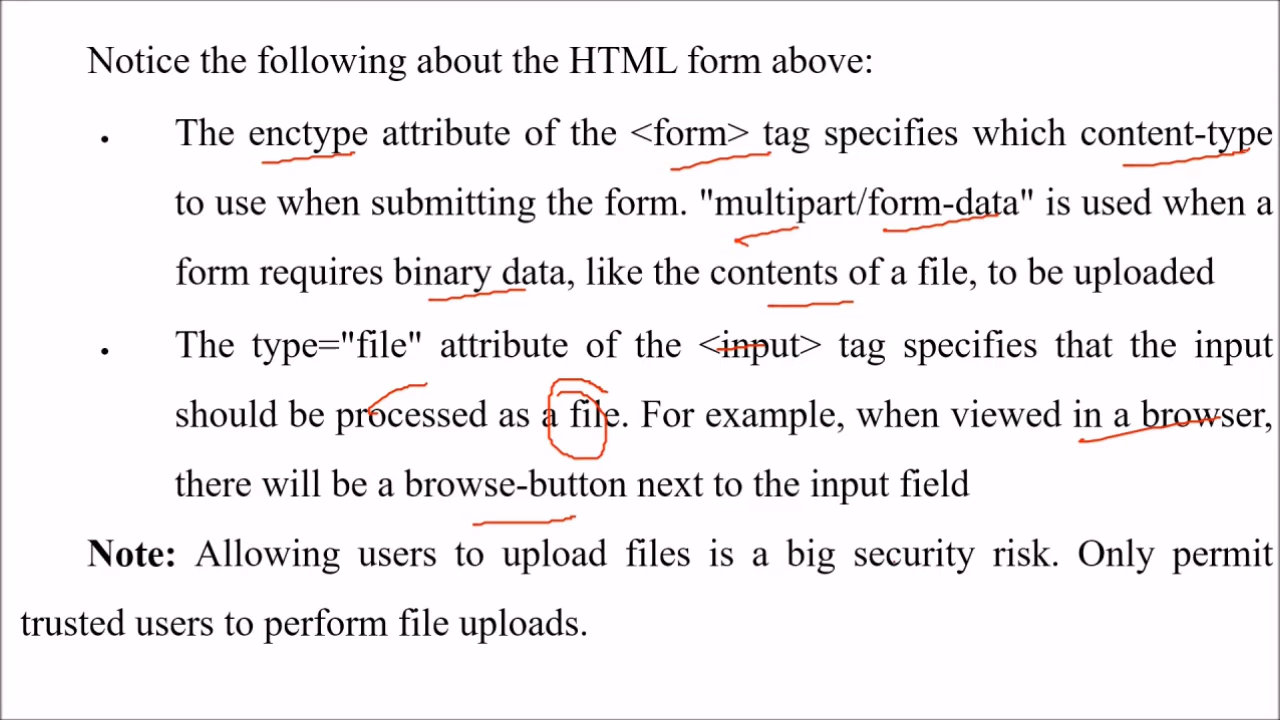 Notice the following about the HTML form above:
• The enctype attribute of the <form> tag specifies which content-type
to use when submitting the form. "multipart/form-data" is used when a
form requires binary data, like the contents of a file, to be uploaded
• The type="file" attribute of the <input> tag specifies that the input
should be processed as a file. For example, when viewed in a browser,
there will be a browse-button next to the input field
Note: Allowing users to upload files is a big security risk. Only permit
trusted users to perform file uploads.